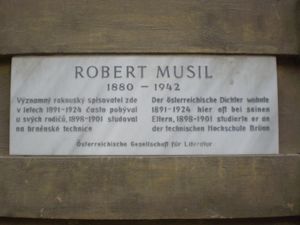 ROBERT MUSIL
1880 – 1942
Významný rakouský spisovatel zde
v letech 1891-1924 často pobýval
u svých rodičů, 1898-1901 studoval
na brněnské technice
Der österreichische Dichter wohnte
1891-1924 hier oft bei seinen
Eltern, 1898-1901 studierte er an
der technischen Hochschule Brünn
Österreichische Gesellschaft für Literatur